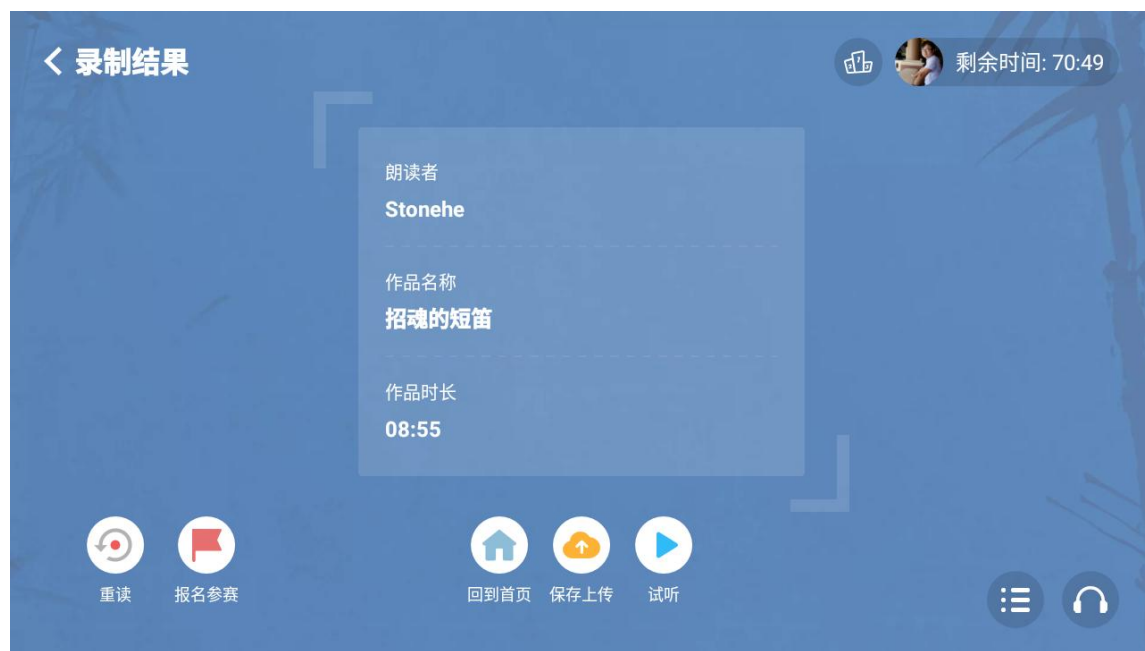 录制结果
剩余时间: 70:49
朗读者
Stonehe
作品名称
招魂的短笛
作品时长
08:55
重读
报名参赛
回到首页
保存上传
试听